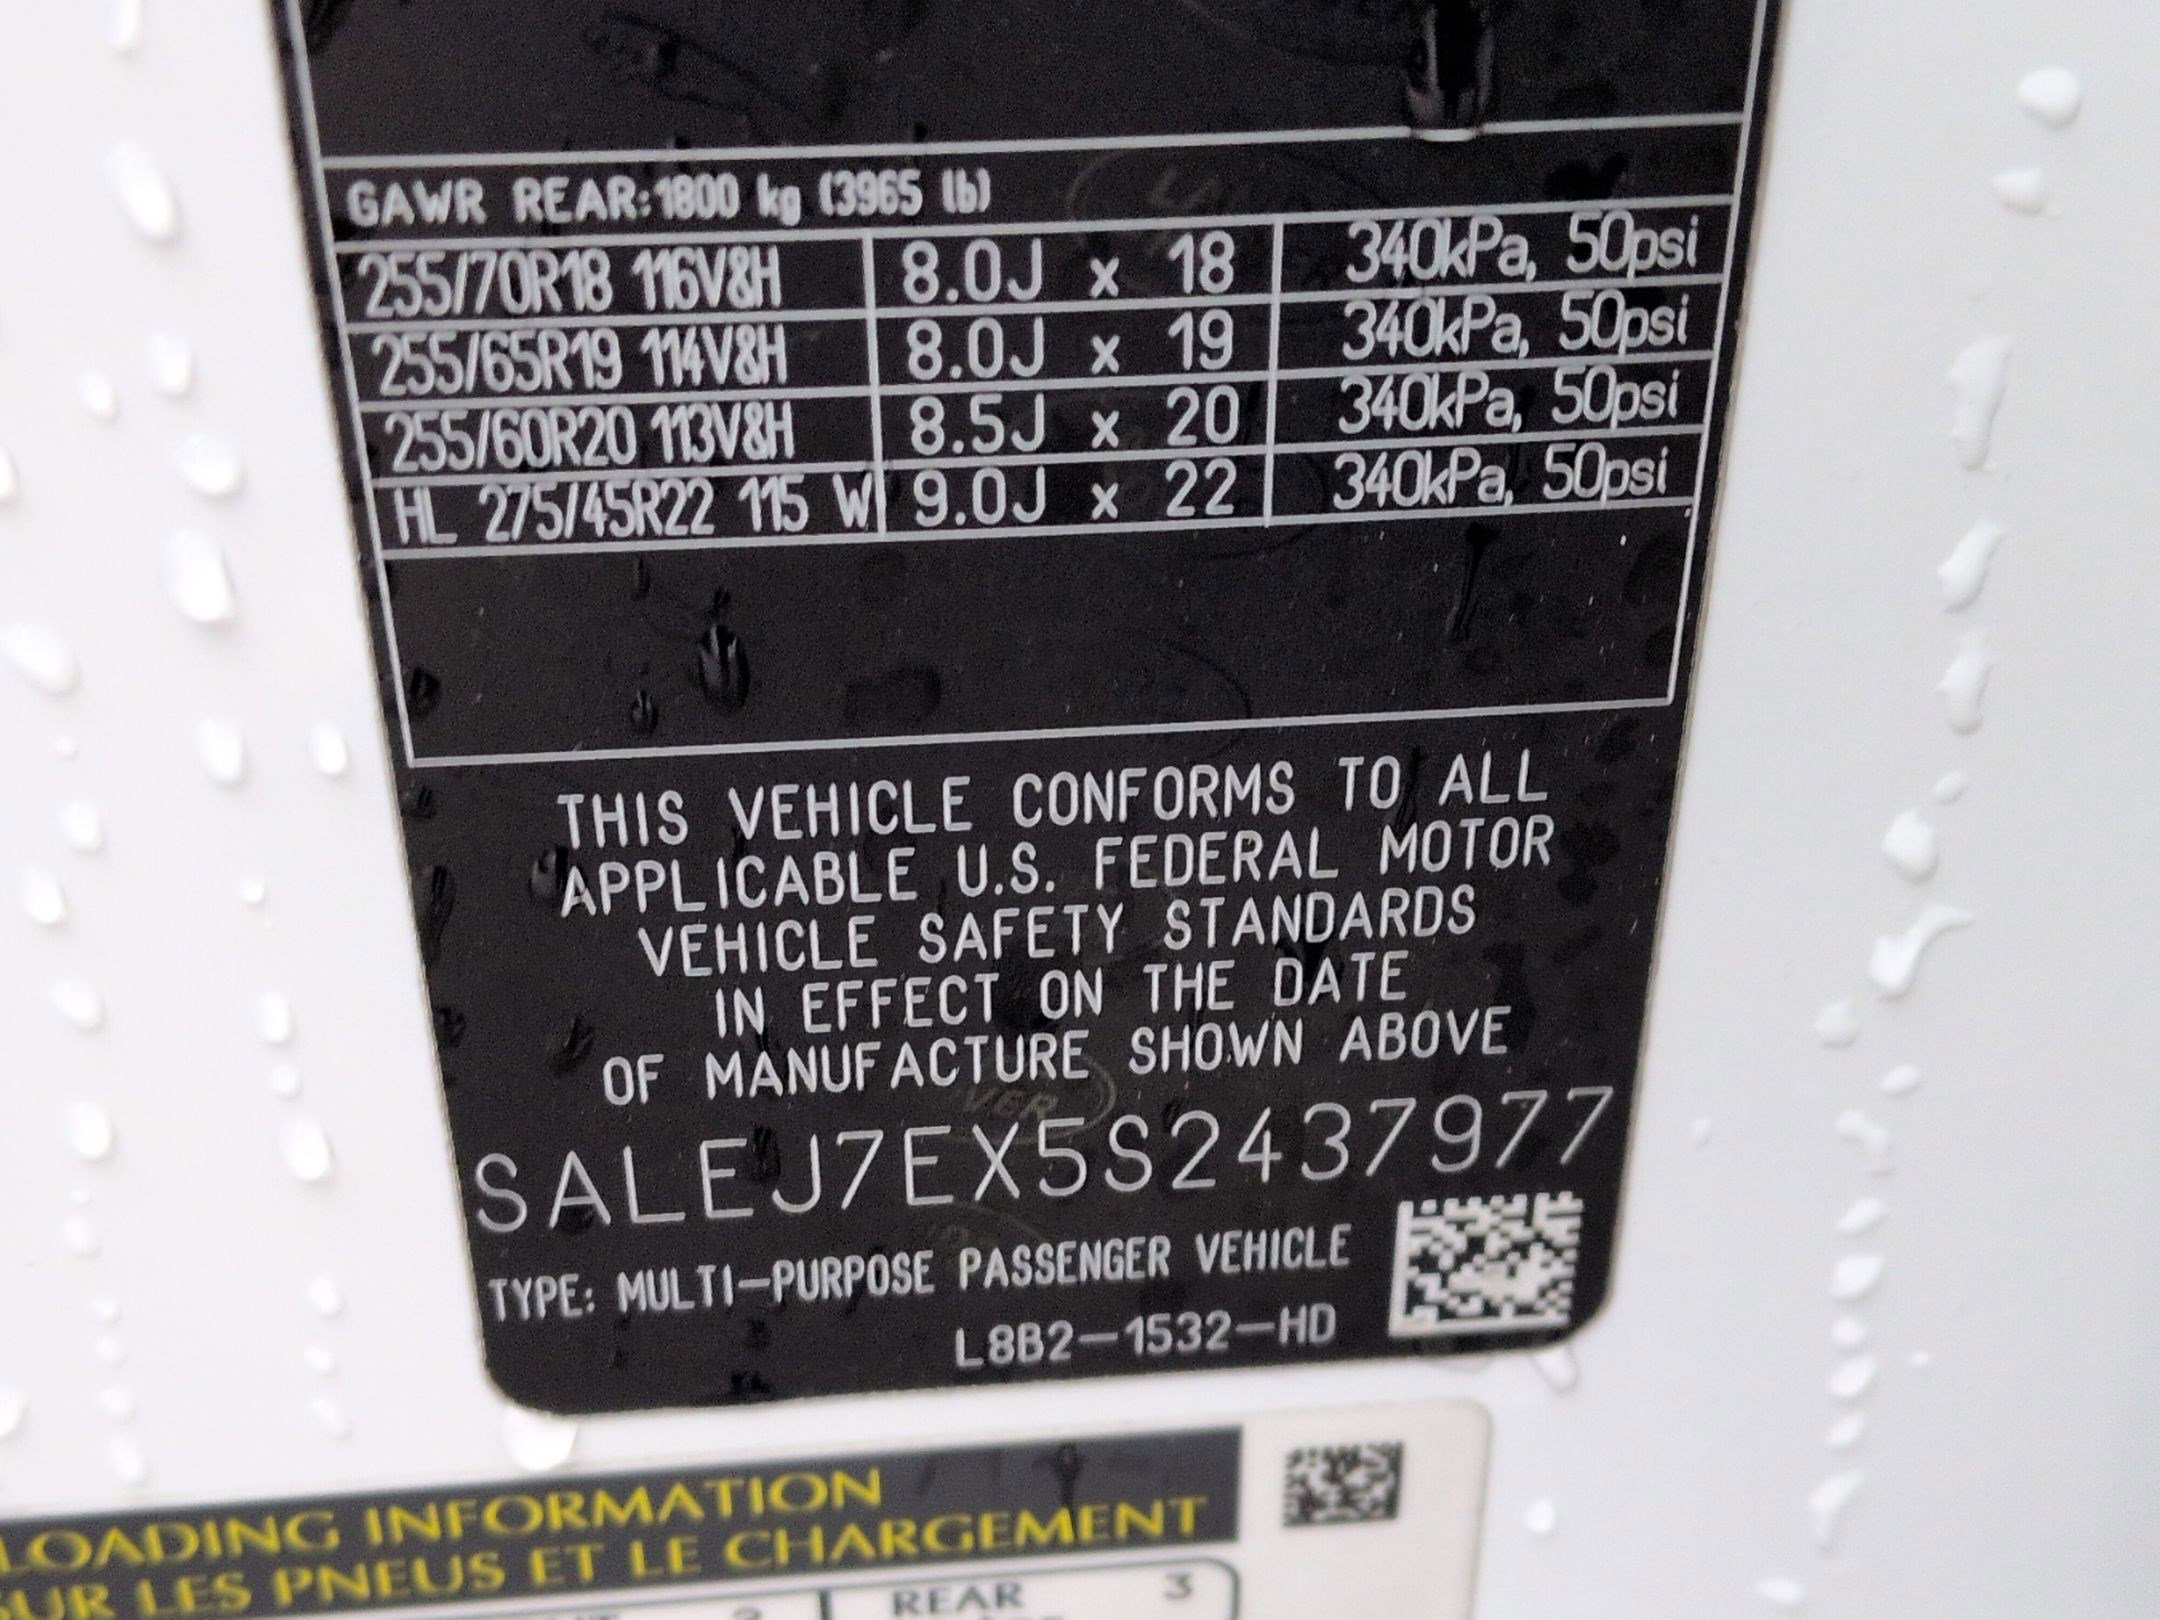 GAWR REAR:1800 kg (3965 lb)
255/70R18 116V&H 8.0J x 18 340kPa, 50psi
255/65R19 114V&H 8.0J x 19 340kPa, 50psi
255/60R20 113V&H 8.5J x 20 340kPa, 50psi
HL 275/45R22 115 W 9.0J x 22 340kPa, 50psi
THIS VEHICLE CONFORMS TO ALL
APPLICABLE U.S. FEDERAL MOTOR
VEHICLE SAFETY STANDARDS
IN EFFECT ON THE DATE
OF MANUFACTURE SHOWN ABOVE
SALEJ7EX5S2437977
TYPE: MULTI-PURPOSE PASSENGER VEHICLE
L8B2-1532-HD
LOADING INFORMATION
SUR LES PNEUS ET LE CHARGEMENT
REAR 3